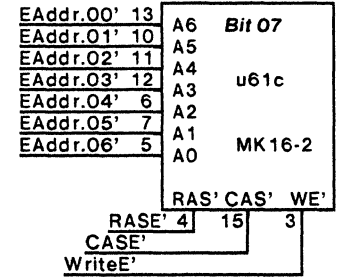 EAddr.00' 13 A6 Bit 07
EAddr.01' 10 A5
EAddr.02' 11 A4 u61c
EAddr.03' 12 A3
EAddr.04' 6 A2
EAddr.05' 7 A1 MK16-2
EAddr.06' 5 A0
RAS' CAS' WE'
RASE' 4 15 3
CASE'
WriteE'